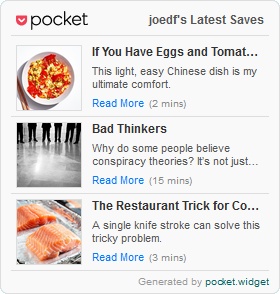 pocket joedf's Latest Saves
If You Have Eggs and Tomat...
This light, easy Chinese dish is my
ultimate comfort.
Read More (2 mins)
Bad Thinkers
Why do some people believe
conspiracy theories? It's not just...
Read More (15 mins)
The Restaurant Trick for Co...
A single knife stroke can solve this
tricky problem.
Read More (3 mins)
Generated by pocket.widget